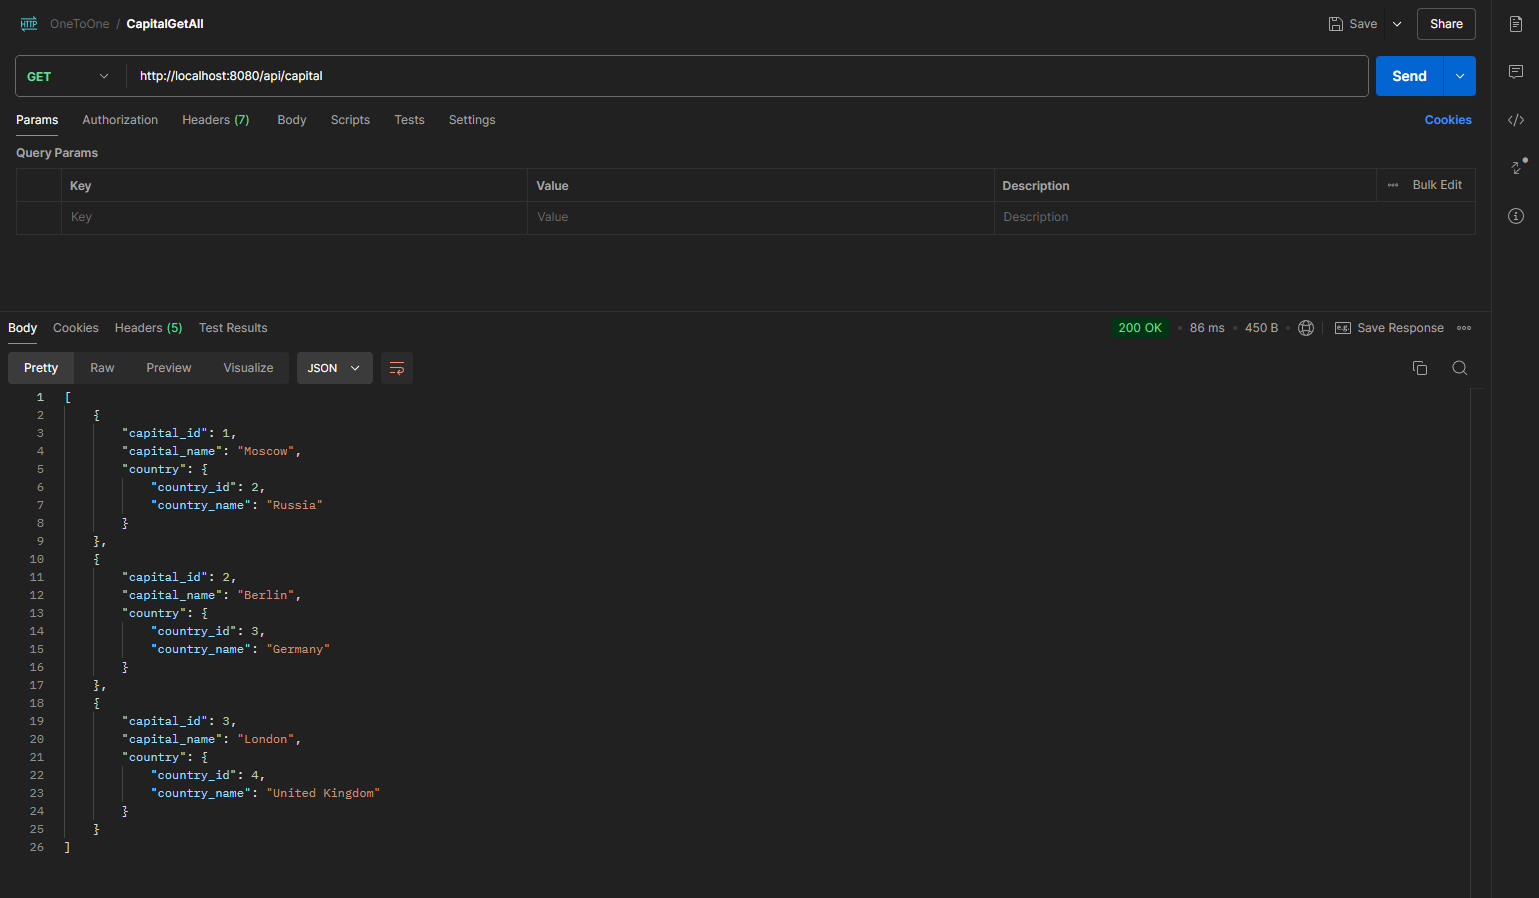 HTTP OneToOne / CapitalGetAll Save Share
GET http://localhost:8080/api/capital Send
Params Authorization Headers (7) Body Scripts Tests Settings Cookies
Query Params
Key Value Description Bulk Edit
Key Value Description
Body Cookies Headers (5) Test Results 200 OK 86 ms 450 B e.g. Save Response
Pretty Raw Preview Visualize JSON
1 [
2 {
3 "capital_id": 1,
4 "capital_name": "Moscow",
5 "country": {
6 "country_id": 2,
7 "country_name": "Russia"
8 }
9 },
10 {
11 "capital_id": 2,
12 "capital_name": "Berlin",
13 "country": {
14 "country_id": 3,
15 "country_name": "Germany"
16 }
17 },
18 {
19 "capital_id": 3,
20 "capital_name": "London",
21 "country": {
22 "country_id": 4,
23 "country_name": "United Kingdom"
24 }
25 }
26 ]